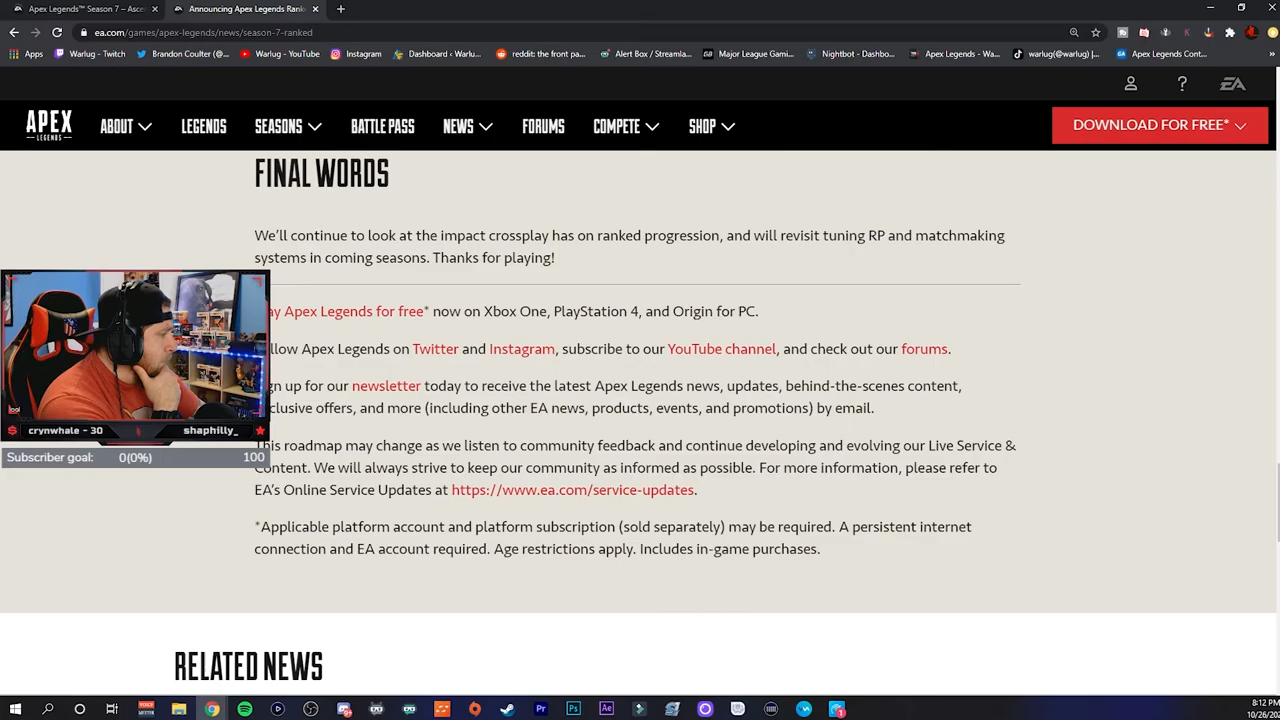 Apex Legends™ Season 7 – Ascen
Announcing Apex Legends Rank
ea.com/games/apex-legends/news/season-7-ranked
Apps
Warlug - Twitch
Brandon Coulter (@...
Warlug - YouTube
Instagram
Dashboard ‹ Warlu...
reddit: the front pa...
Alert Box / Streamla...
Major League Gami...
Nightbot - Dashbo...
Apex Legends - Wa...
warlug(@warlug) |...
Apex Legends Cont...
»
EA
APEX
LEGENDS
ABOUT
LEGENDS
SEASONS
BATTLE PASS
NEWS
FORUMS
COMPETE
SHOP
DOWNLOAD FOR FREE*
FINAL WORDS
We'll continue to look at the impact crossplay has on ranked progression, and will revisit tuning RP and matchmaking
systems in coming seasons. Thanks for playing!
ay Apex Legends for free* now on Xbox One, PlayStation 4, and Origin for PC.
llow Apex Legends on Twitter and Instagram, subscribe to our YouTube channel, and check out our forums.
gn up for our newsletter today to receive the latest Apex Legends news, updates, behind-the-scenes content,
clusive offers, and more (including other EA news, products, events, and promotions) by email.
This roadmap may change as we listen to community feedback and continue developing and evolving our Live Service &
Content. We will always strive to keep our community as informed as possible. For more information, please refer to
EA's Online Service Updates at https://www.ea.com/service-updates.
*Applicable platform account and platform subscription (sold separately) may be required. A persistent internet
connection and EA account required. Age restrictions apply. Includes in-game purchases.
crynwhale - 30
shaphilly_
Subscriber goal: 0(0%) 100
RELATED NEWS
8:12 PM
10/26/20